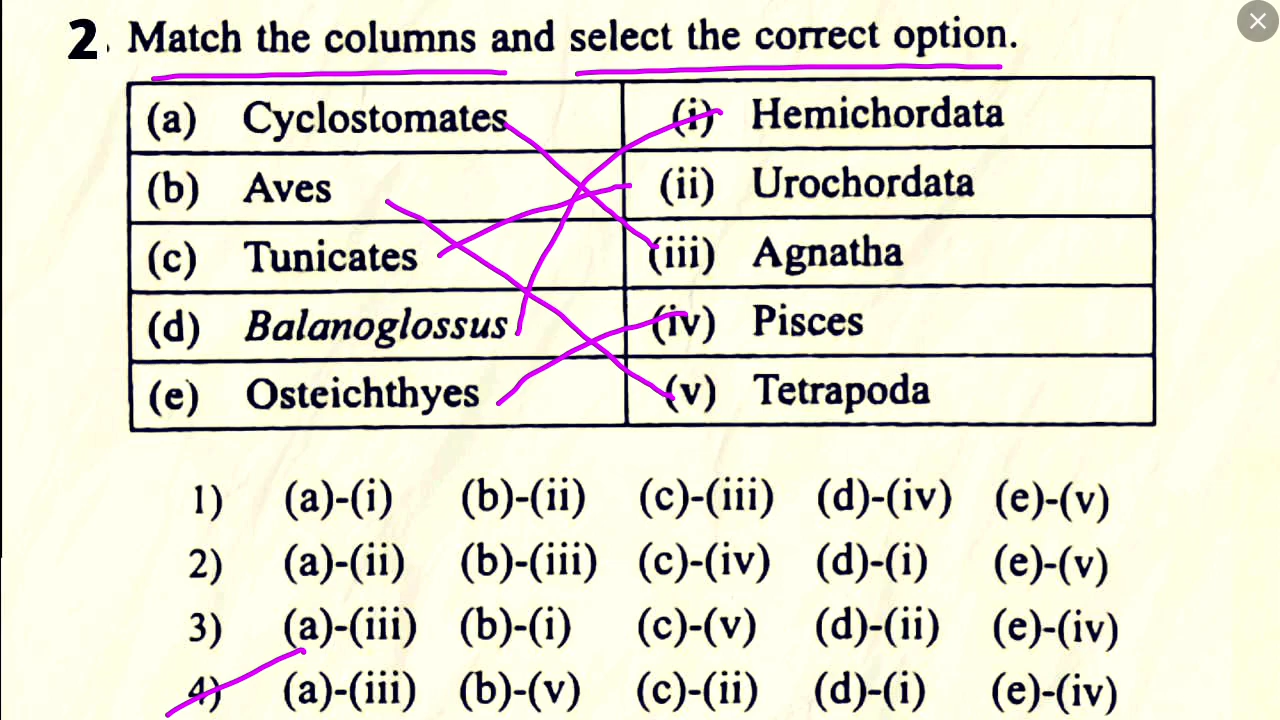 2. Match the columns and select the correct option.
(a) Cyclostomates (i) Hemichordata
(b) Aves (ii) Urochordata
(c) Tunicates (iii) Agnatha
(d) Balanoglossus (iv) Pisces
(e) Osteichthyes (v) Tetrapoda
1) (a)-(i) (b)-(ii) (c)-(iii) (d)-(iv) (e)-(v)
2) (a)-(ii) (b)-(iii) (c)-(iv) (d)-(i) (e)-(v)
3) (a)-(iii) (b)-(i) (c)-(v) (d)-(ii) (e)-(iv)
4) (a)-(iii) (b)-(v) (c)-(ii) (d)-(i) (e)-(iv)